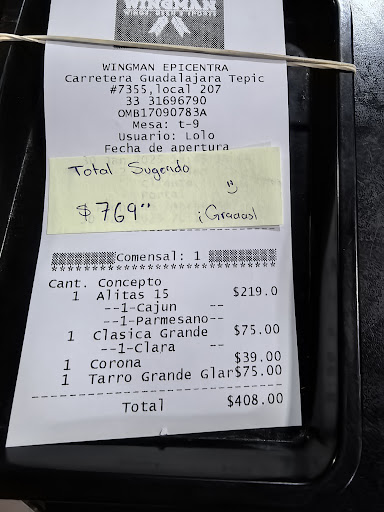 WINGMAN
WINGMAN EPICENTRA
Carretera Guadalajara Tepic
#7355,local 207
33 31696790
OMB17090783A
Mesa: t-9
Usuario: Lolo
Fecha de apertura
Total Sugerido
$769°°
¡Gracias!
Comensal: 1
********************************
Cant. Concepto
1 Alitas 15 $219.0
--1-Cajun --
--1-Parmesano--
1 Clasica Grande $75.00
--1-Clara --
1 Corona $39.00
1 Tarro Grande Glar$75.00
Total $408.00